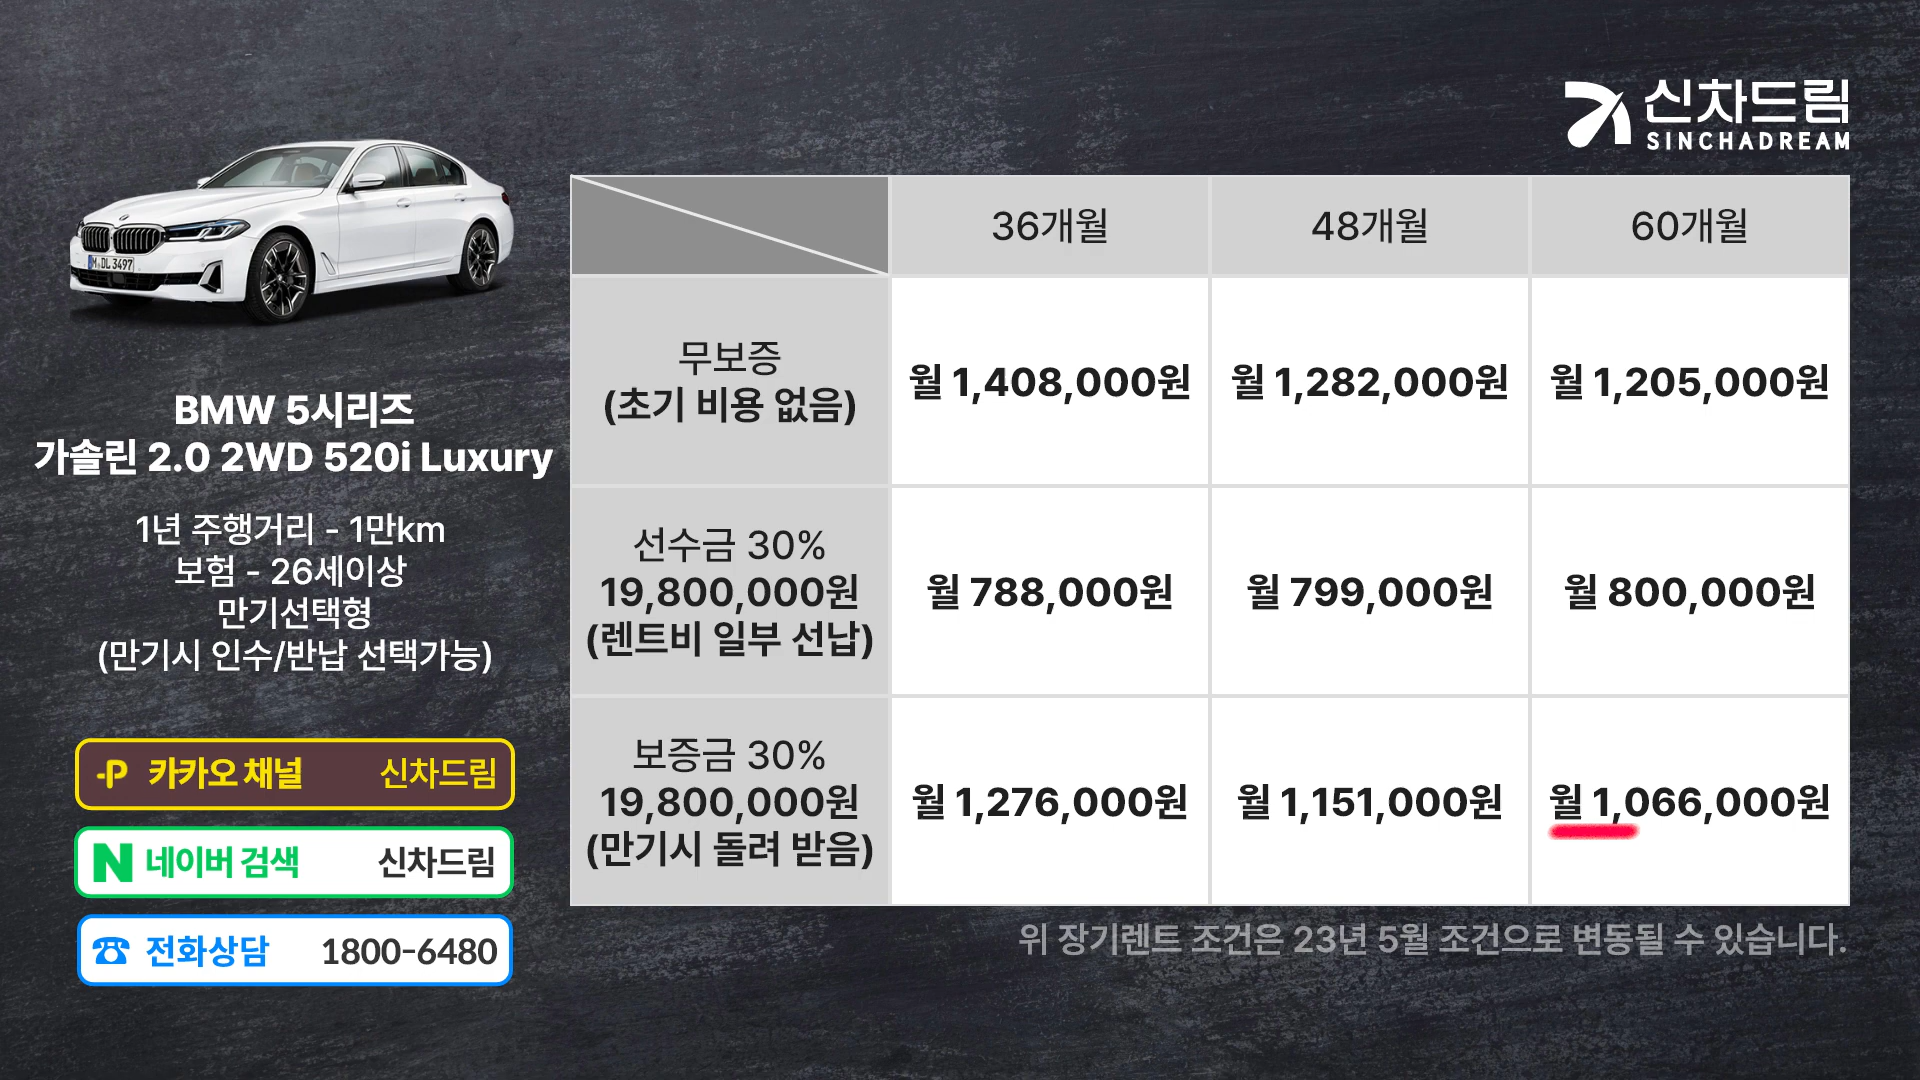 신차드림
SINCHADREAM
M·DL 3497
BMW 5시리즈
가솔린 2.0 2WD 520i Luxury
1년 주행거리 - 1만km
보험 - 26세이상
만기선택형
(만기시 인수/반납 선택가능)
카카오 채널 신차드림
네이버 검색 신차드림
전화상담 1800-6480
36개월 48개월 60개월
무보증
(초기 비용 없음)
월 1,408,000원 월 1,282,000원 월 1,205,000원
선수금 30%
19,800,000원
(렌트비 일부 선납)
월 788,000원 월 799,000원 월 800,000원
보증금 30%
19,800,000원
(만기시 돌려 받음)
월 1,276,000원 월 1,151,000원 월 1,066,000원
위 장기렌트 조건은 23년 5월 조건으로 변동될 수 있습니다.